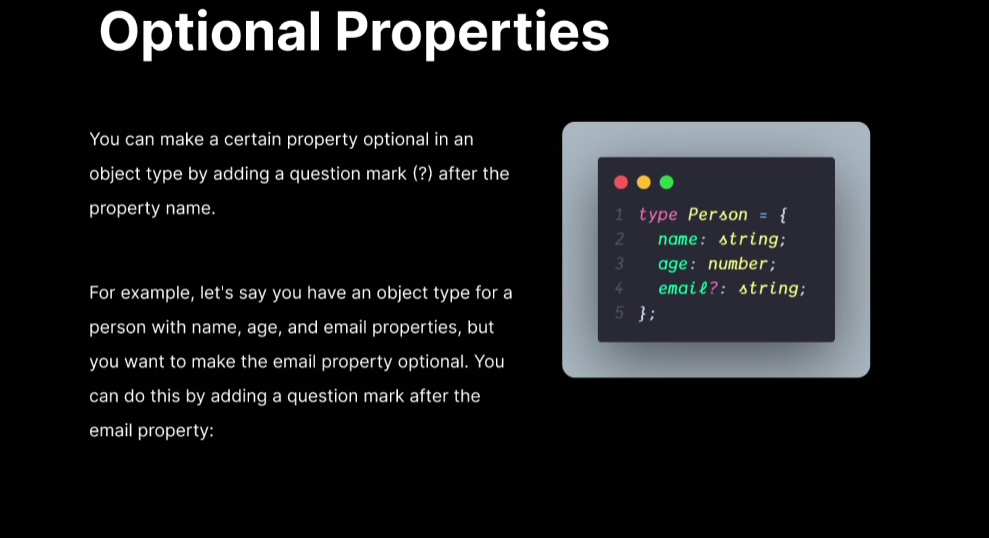 Optional Properties
You can make a certain property optional in an
object type by adding a question mark (?) after the
property name.
For example, let's say you have an object type for a
person with name, age, and email properties, but
you want to make the email property optional. You
can do this by adding a question mark after the
email property:
1 type Person = {
2 name: string;
3 age: number;
4 email?: string;
5 };